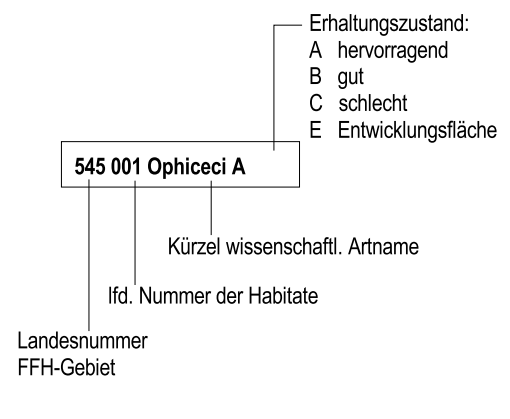 Erhaltungszustand:
A hervorragend
B gut
C schlecht
E Entwicklungsfläche
545 001 Ophiceci A
Kürzel wissenschaftl. Artname
lfd. Nummer der Habitate
Landesnummer
FFH-Gebiet